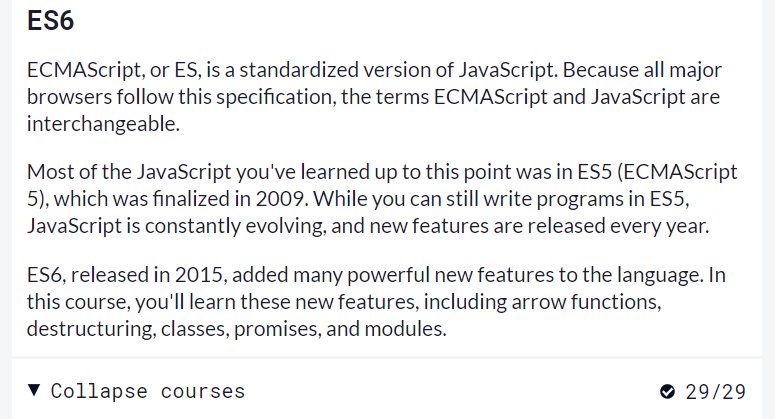 ES6
ECMAScript, or ES, is a standardized version of JavaScript. Because all major
browsers follow this specification, the terms ECMAScript and JavaScript are
intercheangeable.
Most of the JavaScript you've learned up to this point was in ES5 (ECMAScript
5), which was finalized in 2009. While you can still write programs in ES5,
JavaScript is constantly evolving, and new features are released every year.
ES6, released in 2015, added many powerful new features to the language. In
this course, you'll learn these new features, including arrow functions,
destructuring, classes, promises, and modules.
Collapse courses 29/29